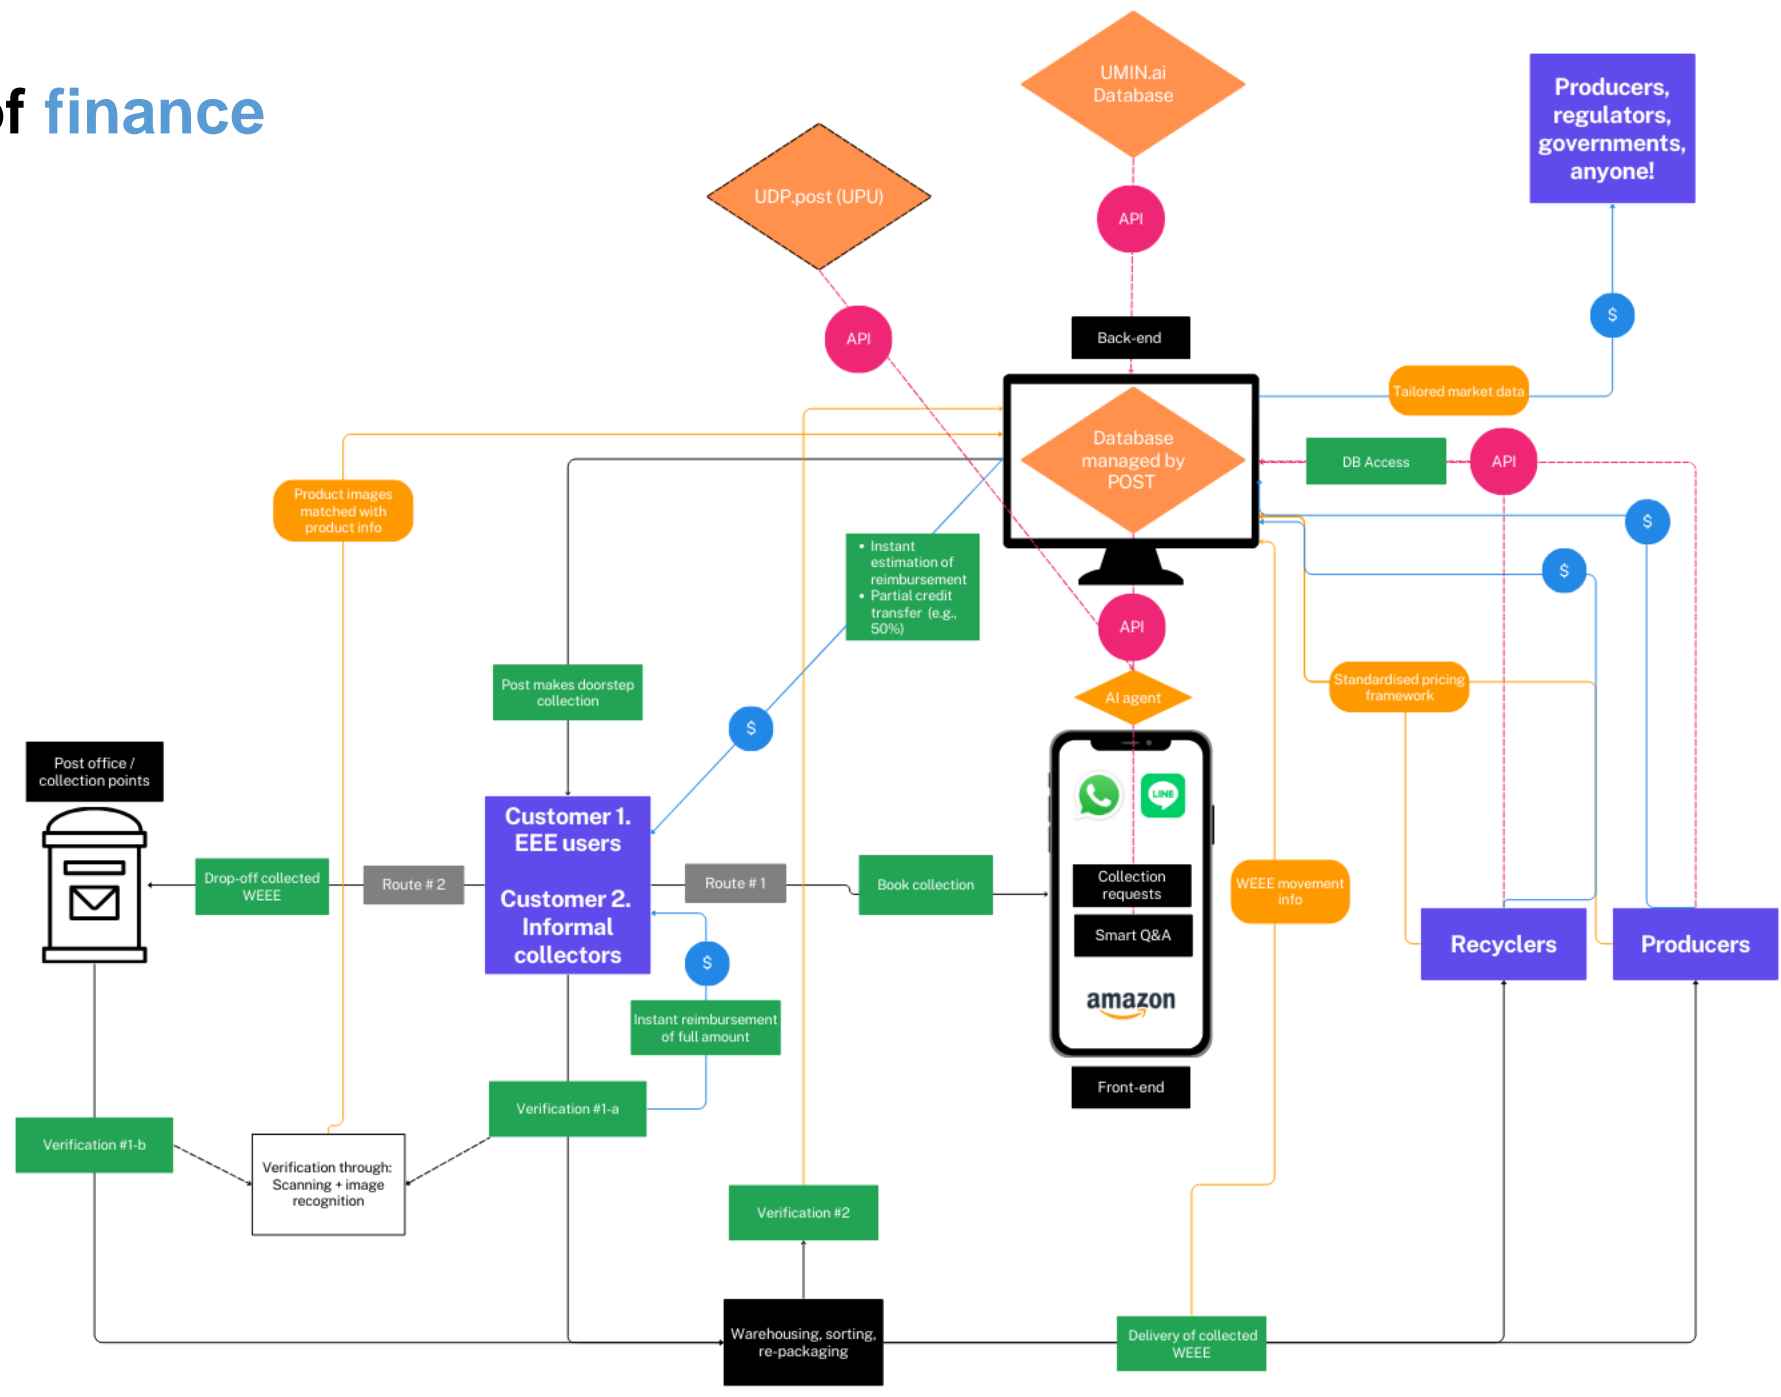 of finance
UMIN.ai
Database
Producers,
regulators,
governments,
anyone!
UDP.post (UPU)
API
API
$
Back-end
Tailored market data
Database
managed by
POST
DB Access
API
Product images
matched with
product info
$
• Instant
estimation of
reimbursement
• Partial credit
transfer (e.g.,
50%)
$
API
Post makes doorstep
collection
AI agent
Standardised pricing
framework
$
Post office /
collection points
LINE
Customer 1.
EEE users
Customer 2.
Informal
collectors
Drop-off collected
WEEE
Route # 2
Route # 1
Book collection
Collection
requests
WEEE movement
info
Smart Q&A
Recyclers
Producers
$
amazon
Instant reimbursement
of full amount
Front-end
Verification #1-a
Verification #1-b
Verification through:
Scanning + image
recognition
Verification #2
Warehousing, sorting,
re-packaging
Delivery of collected
WEEE